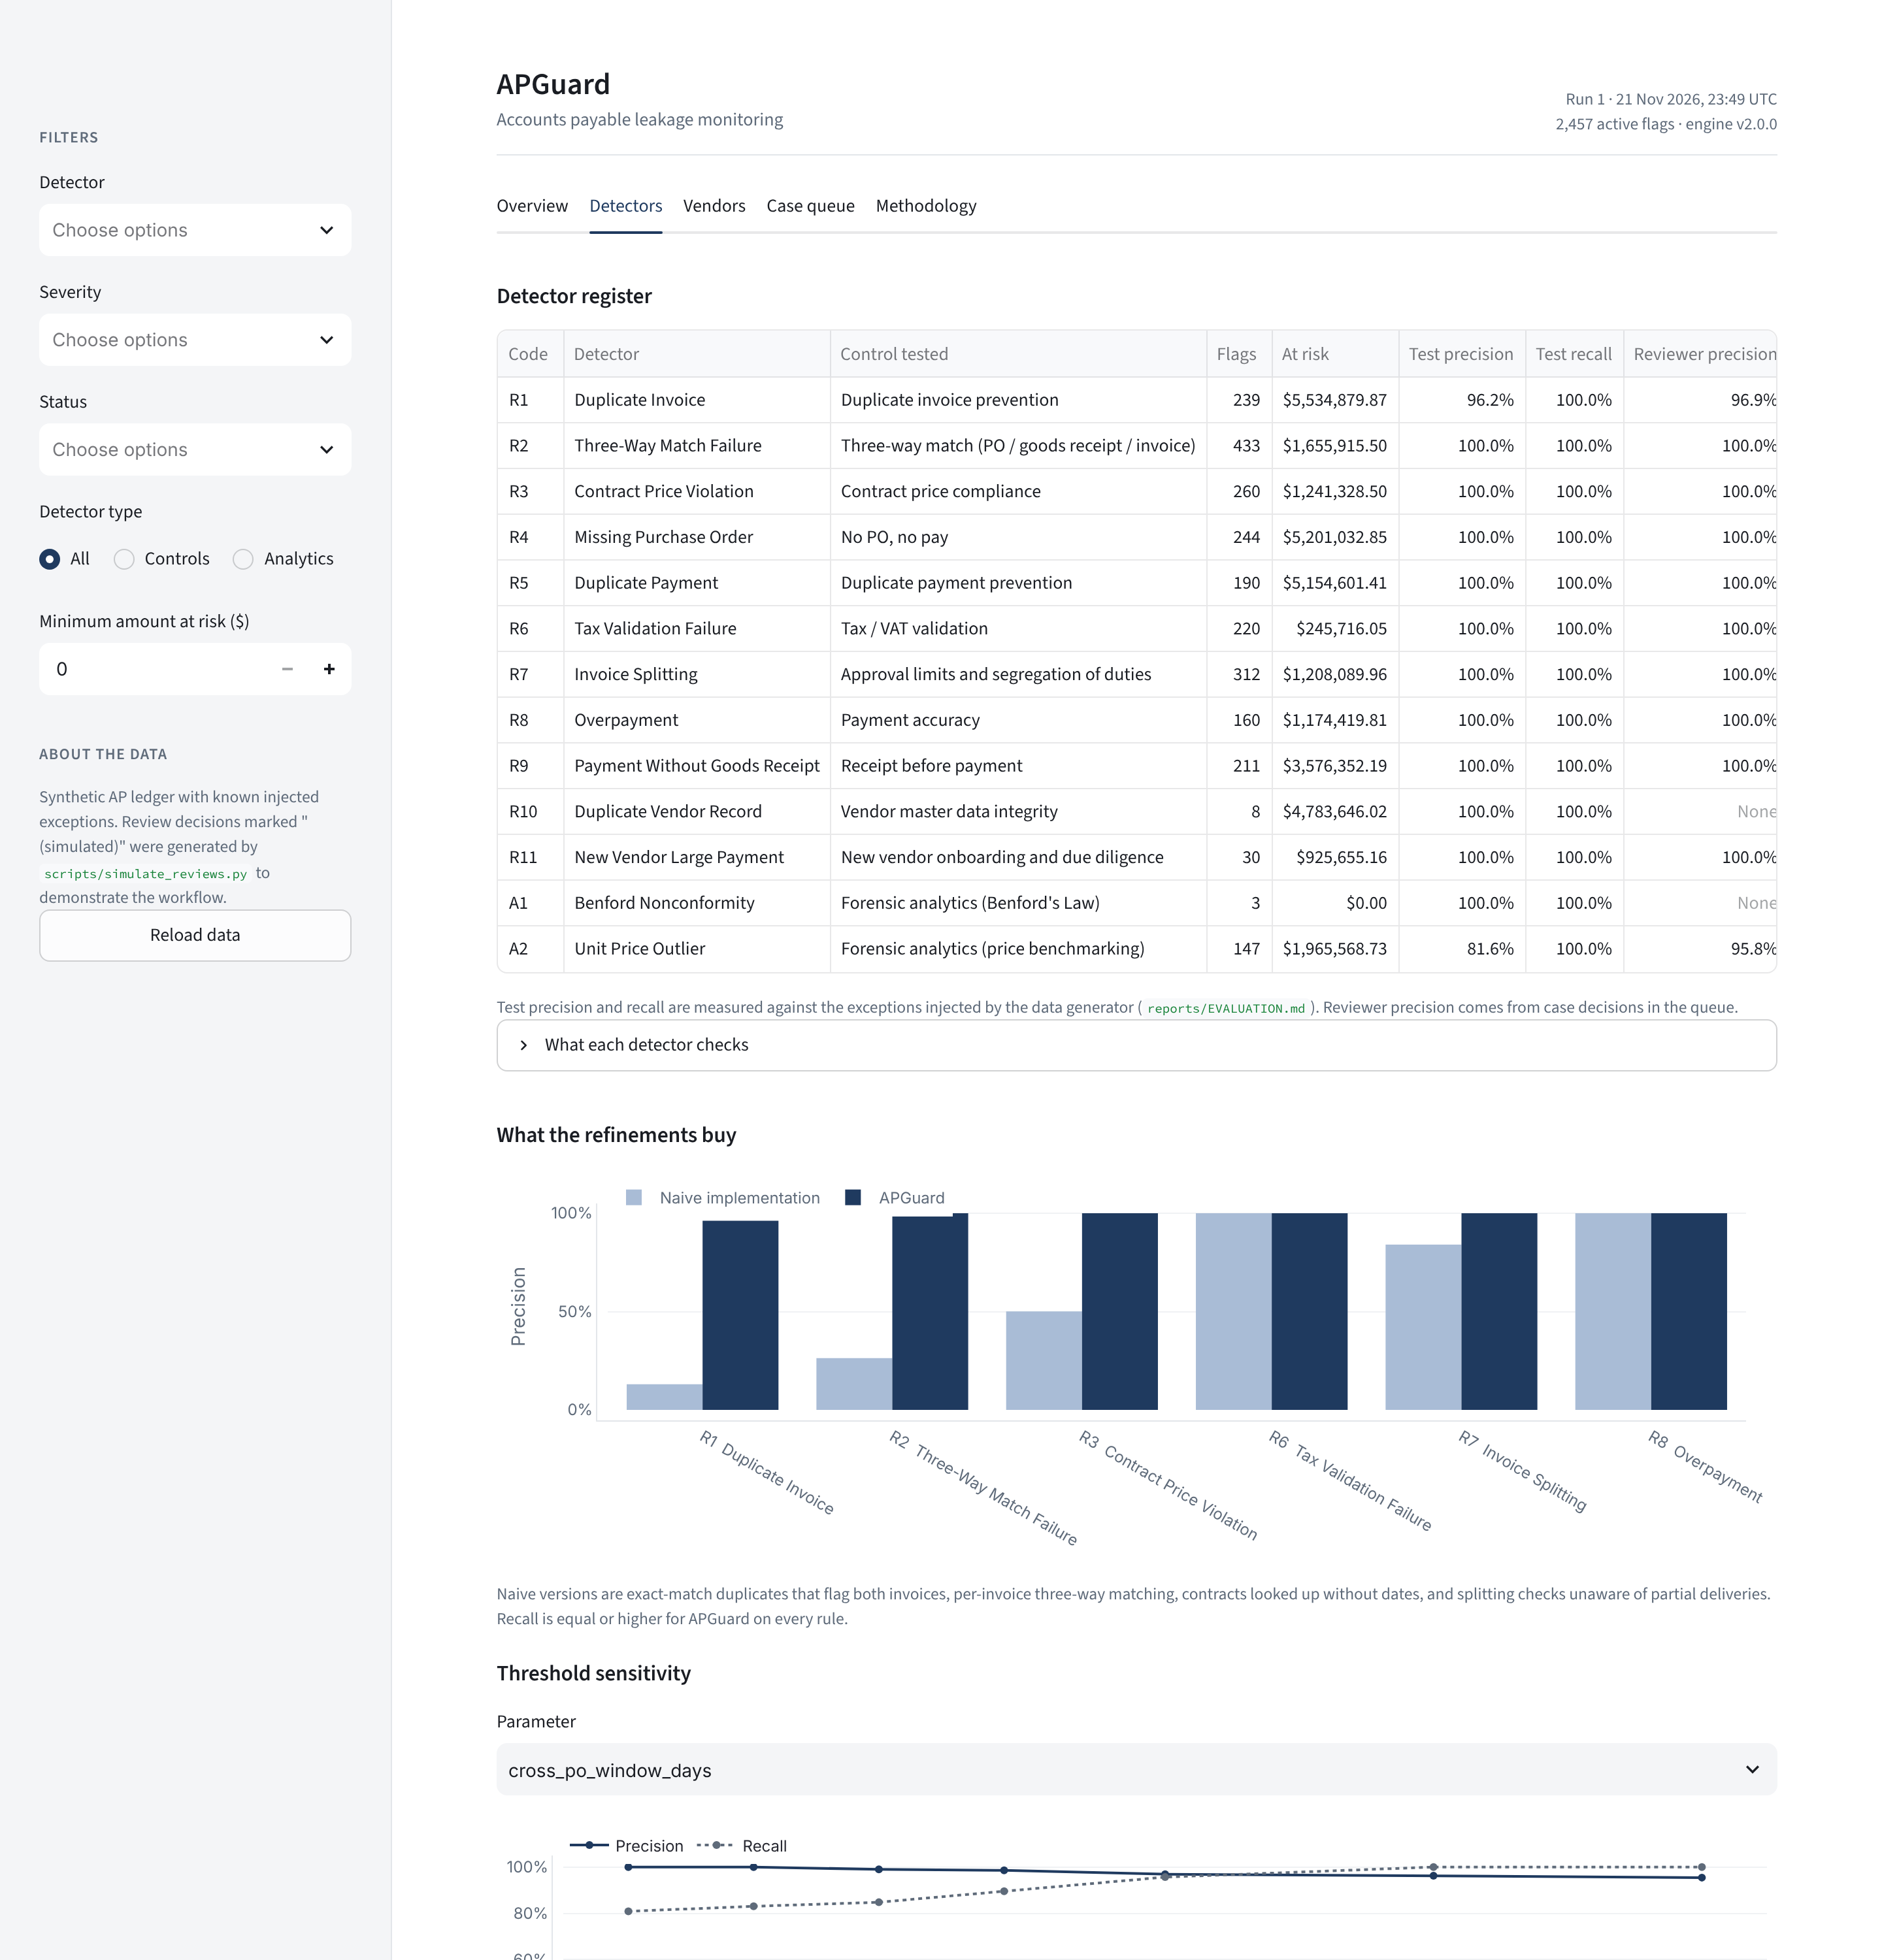 FILTERS
Detector
Choose options
Severity
Choose options
Status
Choose options
Detector type
All Controls Analytics
Minimum amount at risk ($)
0
ABOUT THE DATA
Synthetic AP ledger with known injected
exceptions. Review decisions marked "
(simulated)" were generated by
scripts/simulate_reviews.py to
demonstrate the workflow.
Reload data
APGuard
Accounts payable leakage monitoring
Run 1 · 21 Nov 2026, 23:49 UTC
2,457 active flags · engine v2.0.0
Overview Detectors Vendors Case queue Methodology
Detector register
Code Detector Control tested Flags At risk Test precision Test recall Reviewer precision
R1 Duplicate Invoice Duplicate invoice prevention 239 $5,534,879.87 96.2% 100.0% 96.9%
R2 Three-Way Match Failure Three-way match (PO / goods receipt / invoice) 433 $1,655,915.50 100.0% 100.0% 100.0%
R3 Contract Price Violation Contract price compliance 260 $1,241,328.50 100.0% 100.0% 100.0%
R4 Missing Purchase Order No PO, no pay 244 $5,201,032.85 100.0% 100.0% 100.0%
R5 Duplicate Payment Duplicate payment prevention 190 $5,154,601.41 100.0% 100.0% 100.0%
R6 Tax Validation Failure Tax / VAT validation 220 $245,716.05 100.0% 100.0% 100.0%
R7 Invoice Splitting Approval limits and segregation of duties 312 $1,208,089.96 100.0% 100.0% 100.0%
R8 Overpayment Payment accuracy 160 $1,174,419.81 100.0% 100.0% 100.0%
R9 Payment Without Goods Receipt Receipt before payment 211 $3,576,352.19 100.0% 100.0% 100.0%
R10 Duplicate Vendor Record Vendor master data integrity 8 $4,783,646.02 100.0% 100.0% None
R11 New Vendor Large Payment New vendor onboarding and due diligence 30 $925,655.16 100.0% 100.0% 100.0%
A1 Benford Nonconformity Forensic analytics (Benford's Law) 3 $0.00 100.0% 100.0% None
A2 Unit Price Outlier Forensic analytics (price benchmarking) 147 $1,965,568.73 81.6% 100.0% 95.8%
Test precision and recall are measured against the exceptions injected by the data generator ( reports/EVALUATION.md ). Reviewer precision comes from case decisions in the queue.
What each detector checks
What the refinements buy
Naive implementation APGuard
100%
50%
0%
Precision
R1 Duplicate Invoice
R2 Three-Way Match Failure
R3 Contract Price Violation
R6 Tax Validation Failure
R7 Invoice Splitting
R8 Overpayment
Naive versions are exact-match duplicates that flag both invoices, per-invoice three-way matching, contracts looked up without dates, and splitting checks unaware of partial deliveries.
Recall is equal or higher for APGuard on every rule.
Threshold sensitivity
Parameter
cross_po_window_days
Precision Recall
100%
80%
60%